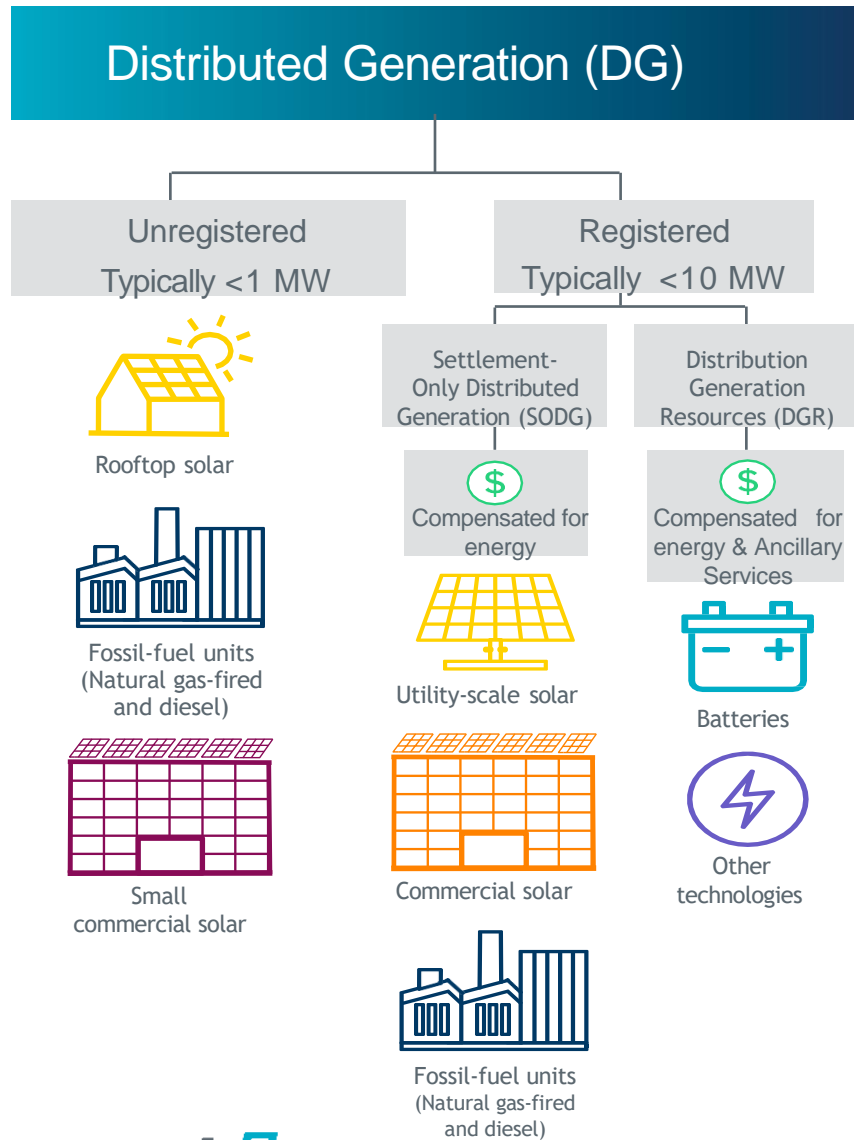 Distributed Generation (DG)
Unregistered
Typically <1 MW
Rooftop solar
Fossil-fuel units
(Natural gas-fired
and diesel)
Small
commercial solar
Registered
Typically <10 MW
Settlement-
Only Distributed
Generation (SODG)
$
Compensated for
energy
Utility-scale solar
Commercial solar
Fossil-fuel units
(Natural gas-fired
and diesel)
Distribution
Generation
Resources (DGR)
$
Compensated for
energy & Ancillary
Services
Batteries
Other
technologies